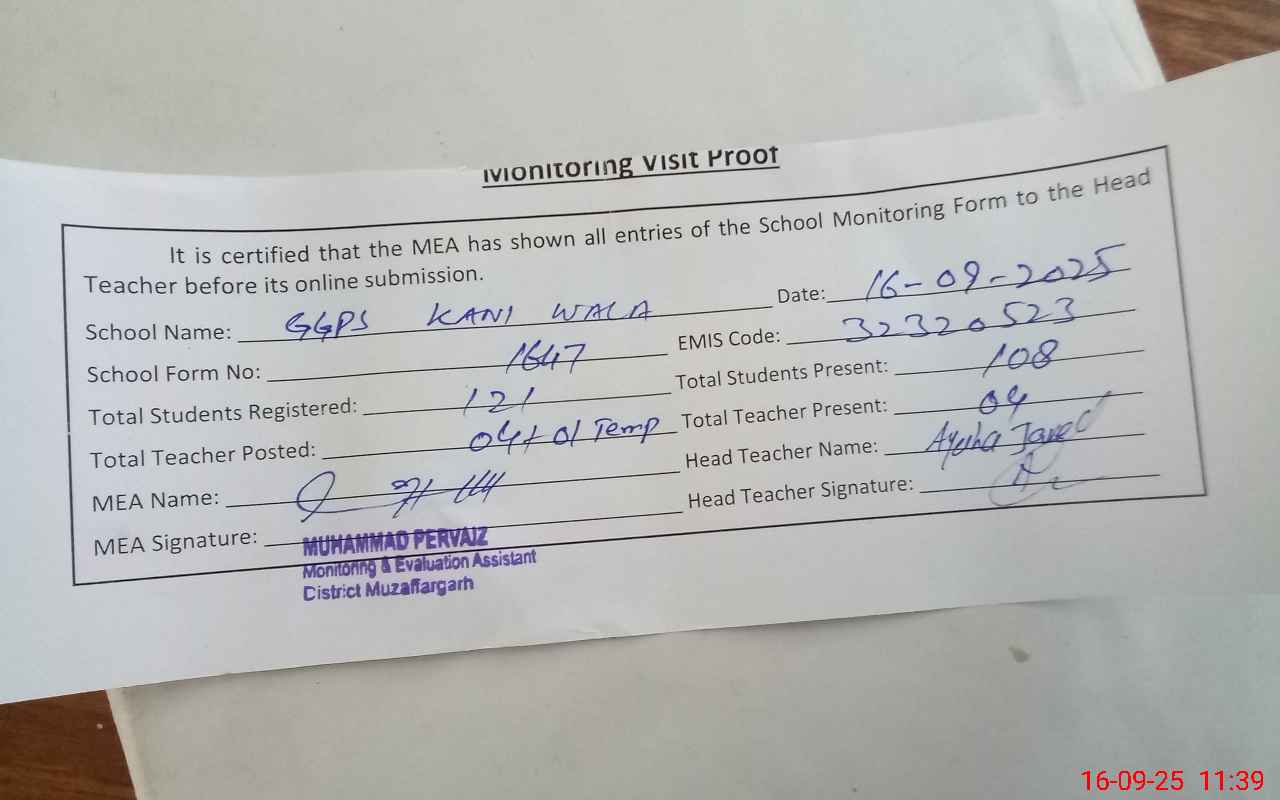 Monitoring Visit Proof
It is certified that the MEA has shown all entries of the School Monitoring Form to the Head
Teacher before its online submission.
School Name: GGPS KANI WALA Date: 16-09-2025
School Form No: 1647 EMIS Code: 32320523
Total Students Registered: 121 Total Students Present: 108
Total Teacher Posted: 04+01 Temp Total Teacher Present: 04
MEA Name: Head Teacher Name: Ayesha Javed
MEA Signature: Head Teacher Signature:
MUHAMMAD PERVAIZ
Monitoring & Evaluation Assistant
District Muzaffargarh
16-09-25 11:39